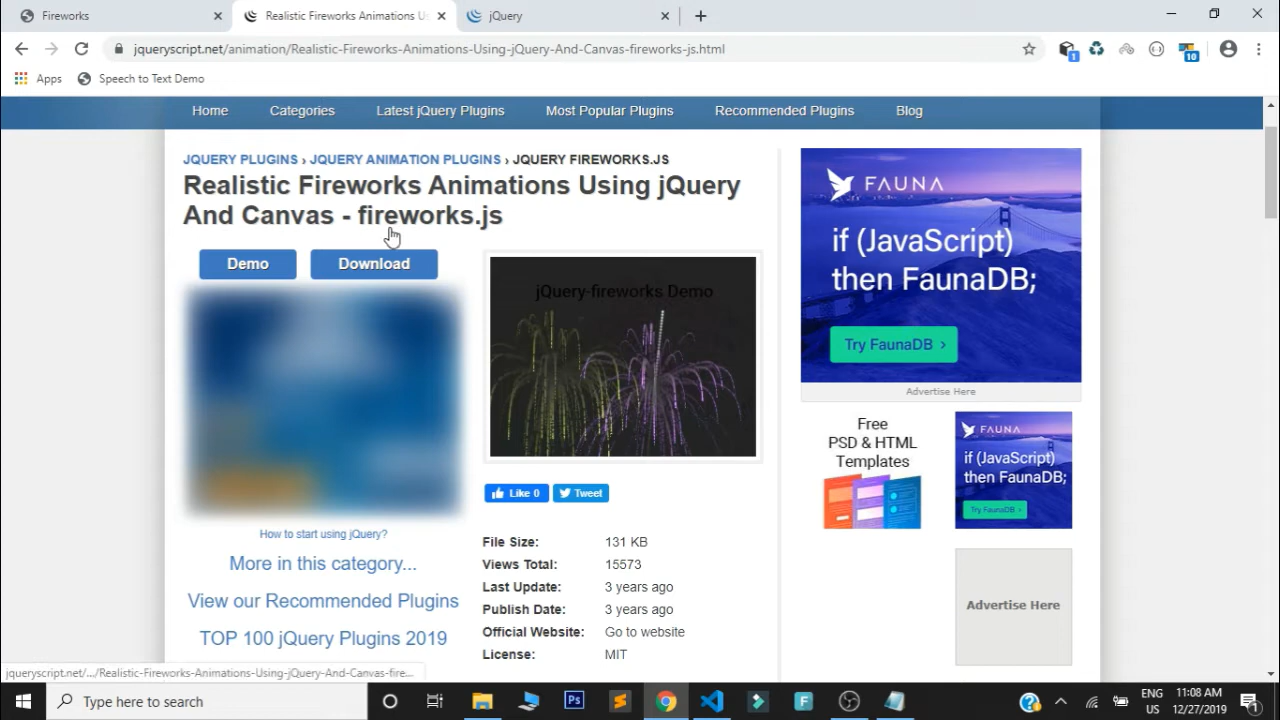 Fireworks
Realistic Fireworks Animations Us
jQuery
jqueryscript.net/animation/Realistic-Fireworks-Animations-Using-jQuery-And-Canvas-fireworks-js.html
1
10
Apps
Speech to Text Demo
Home
Categories
Latest jQuery Plugins
Most Popular Plugins
Recommended Plugins
Blog
JQUERY PLUGINS › JQUERY ANIMATION PLUGINS › JQUERY FIREWORKS.JS
Realistic Fireworks Animations Using jQuery
And Canvas - fireworks.js
Demo
Download
jQuery-fireworks Demo
Like 0
Tweet
How to start using jQuery?
More in this category...
View our Recommended Plugins
TOP 100 jQuery Plugins 2019
File Size: 131 KB
Views Total: 15573
Last Update: 3 years ago
Publish Date: 3 years ago
Official Website: Go to website
License: MIT
FAUNA
if (JavaScript)
then FaunaDB;
Try FaunaDB ›
Advertise Here
Free
PSD & HTML
Templates
FAUNA
if (JavaScript)
then FaunaDB;
Try FaunaDB ›
Advertise Here
jqueryscript.net/.../Realistic-Fireworks-Animations-Using-jQuery-And-Canvas-fire...
Type here to search
Ps
F
ENG
US
11:08 AM
12/27/2019
1